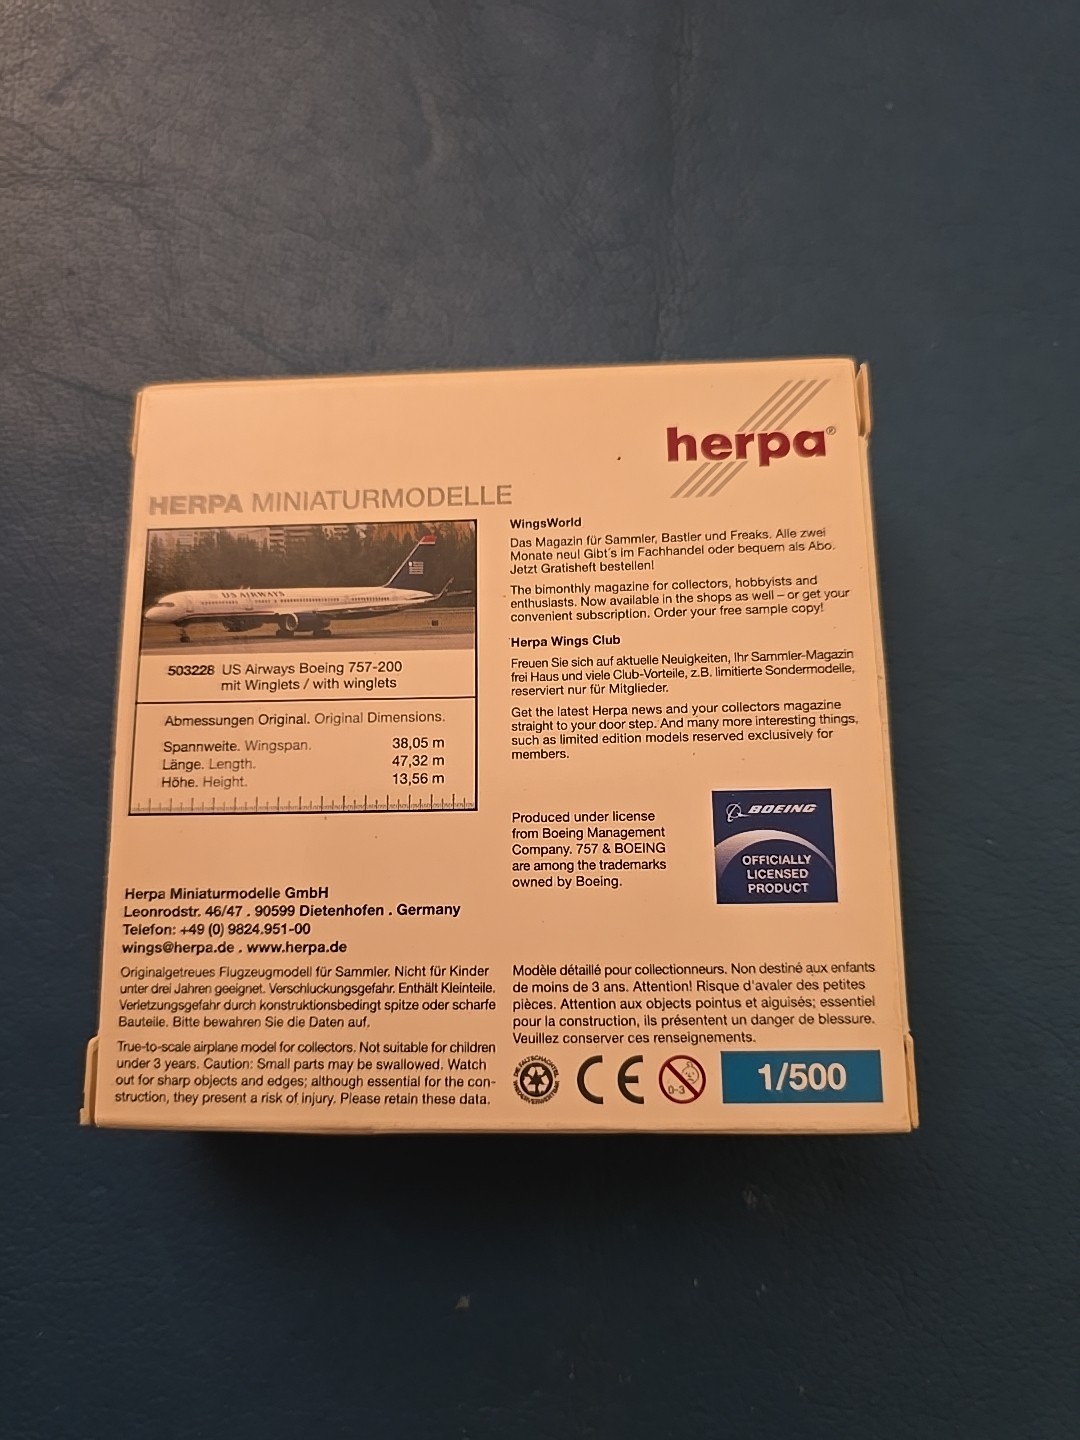 herpa®
HERPA MINIATURMODELLE
US AIRWAYS
503228 US Airways Boeing 757-200
mit Winglets / with winglets
Abmessungen Original. Original Dimensions.
Spannweite. Wingspan. 38,05 m
Länge. Length. 47,32 m
Höhe. Height. 13,56 m
WingsWorld
Das Magazin für Sammler, Bastler und Freaks. Alle zwei
Monate neu! Gibt´s im Fachhandel oder bequem als Abo.
Jetzt Gratisheft bestellen!
The bimonthly magazine for collectors, hobbyists and
enthusiasts. Now available in the shops as well – or get your
convenient subscription. Order your free sample copy!
Herpa Wings Club
Freuen Sie sich auf aktuelle Neuigkeiten, Ihr Sammler-Magazin
frei Haus und viele Club-Vorteile, z.B. limitierte Sondermodelle,
reserviert nur für Mitglieder.
Get the latest Herpa news and your collectors magazine
straight to your door step. And many more interesting things,
such as limited edition models reserved exclusively for
members.
Produced under license
from Boeing Management
Company. 757 & BOEING
are among the trademarks
owned by Boeing.
BOEING
OFFICIALLY
LICENSED
PRODUCT
Herpa Miniaturmodelle GmbH
Leonrodstr. 46/47 . 90599 Dietenhofen . Germany
Telefon: +49 (0) 9824.951-00
wings@herpa.de . www.herpa.de
Originalgetreues Flugzeugmodell für Sammler. Nicht für Kinder
unter drei Jahren geeignet. Verschluckungsgefahr. Enthält Kleinteile.
Verletzungsgefahr durch konstruktionsbedingt spitze oder scharfe
Bauteile. Bitte bewahren Sie die Daten auf.
True-to-scale airplane model for collectors. Not suitable for children
under 3 years. Caution: Small parts may be swallowed. Watch
out for sharp objects and edges; although essential for the con-
struction, they present a risk of injury. Please retain these data.
Modèle détaillé pour collectionneurs. Non destiné aux enfants
de moins de 3 ans. Attention! Risque d'avaler des petites
pièces. Attention aux objects pointus et aiguisés; essentiel
pour la construction, ils présentent un danger de blessure.
Veuillez conserver ces renseignements.
DIE FALTSCHACHTEL
WIEDERVERWERTBAR
CE
0-3
1/500